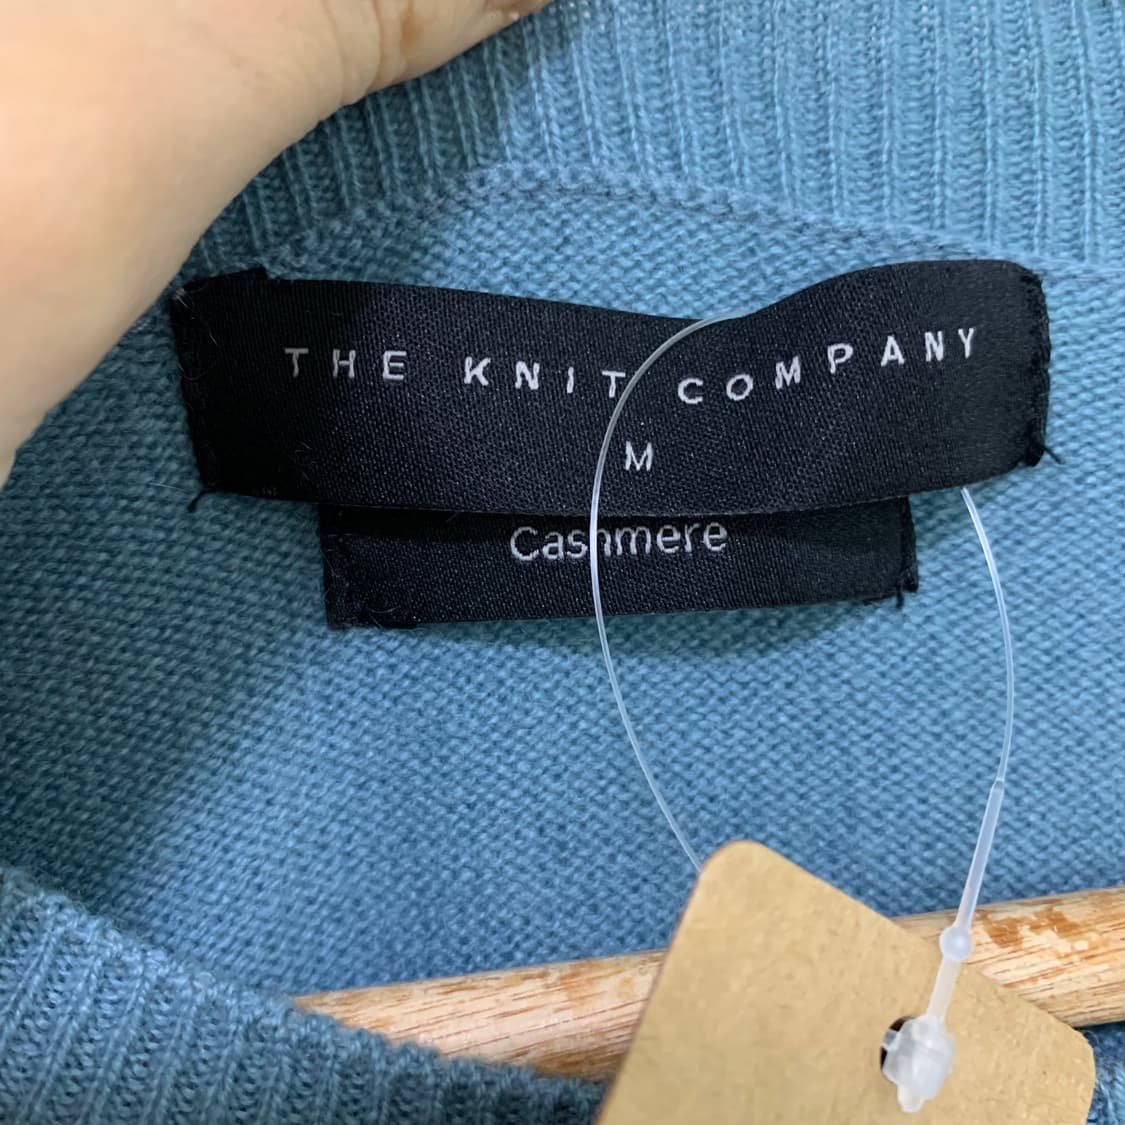 THE KNIT COMPANY
M
Cashmere